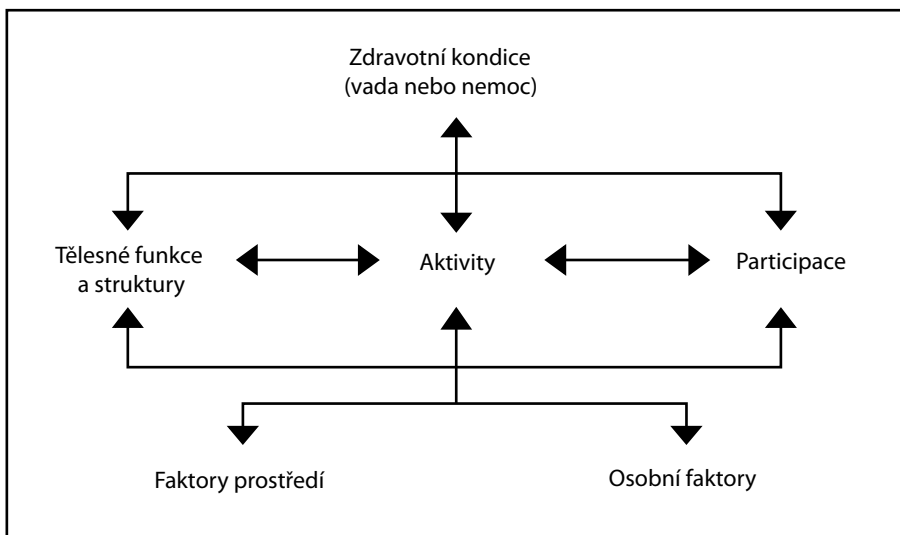 Zdravotní kondice
(vada nebo nemoc)
Tělesné funkce
a struktury
Aktivity
Participace
Faktory prostředí
Osobní faktory